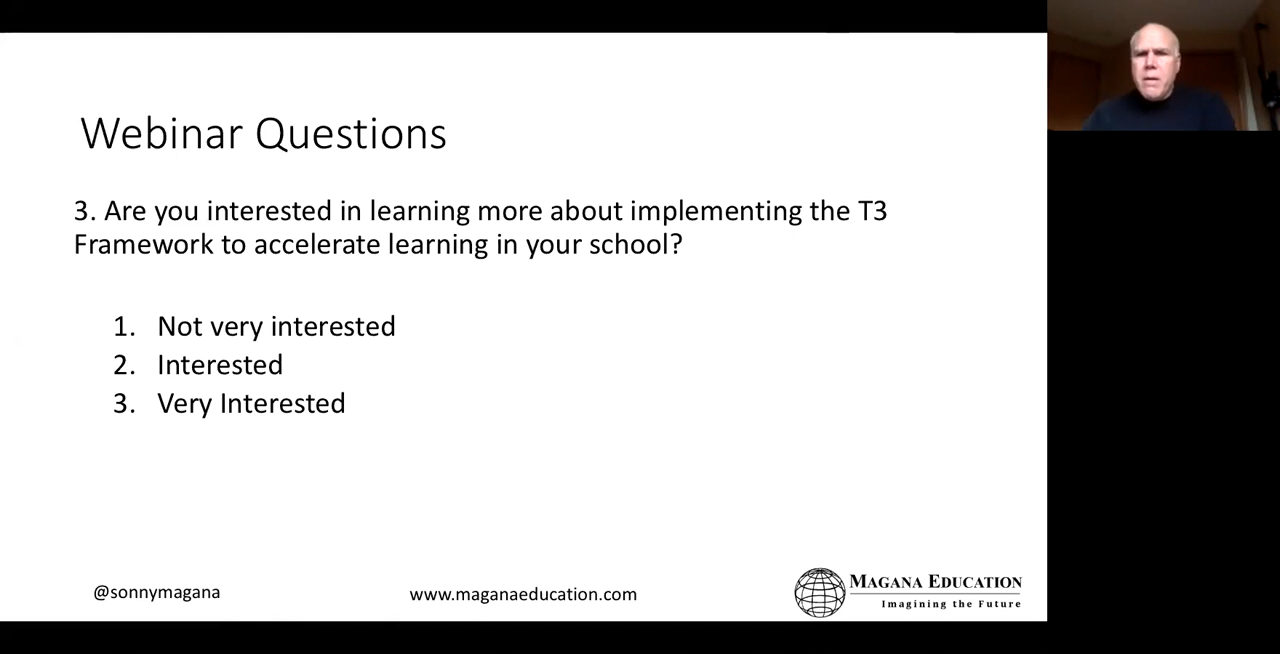 Webinar Questions
3. Are you interested in learning more about implementing the T3
Framework to accelerate learning in your school?
1. Not very interested
2. Interested
3. Very Interested
@sonnymagana
www.maganaeducation.com
MAGANA EDUCATION
Imagining the Future